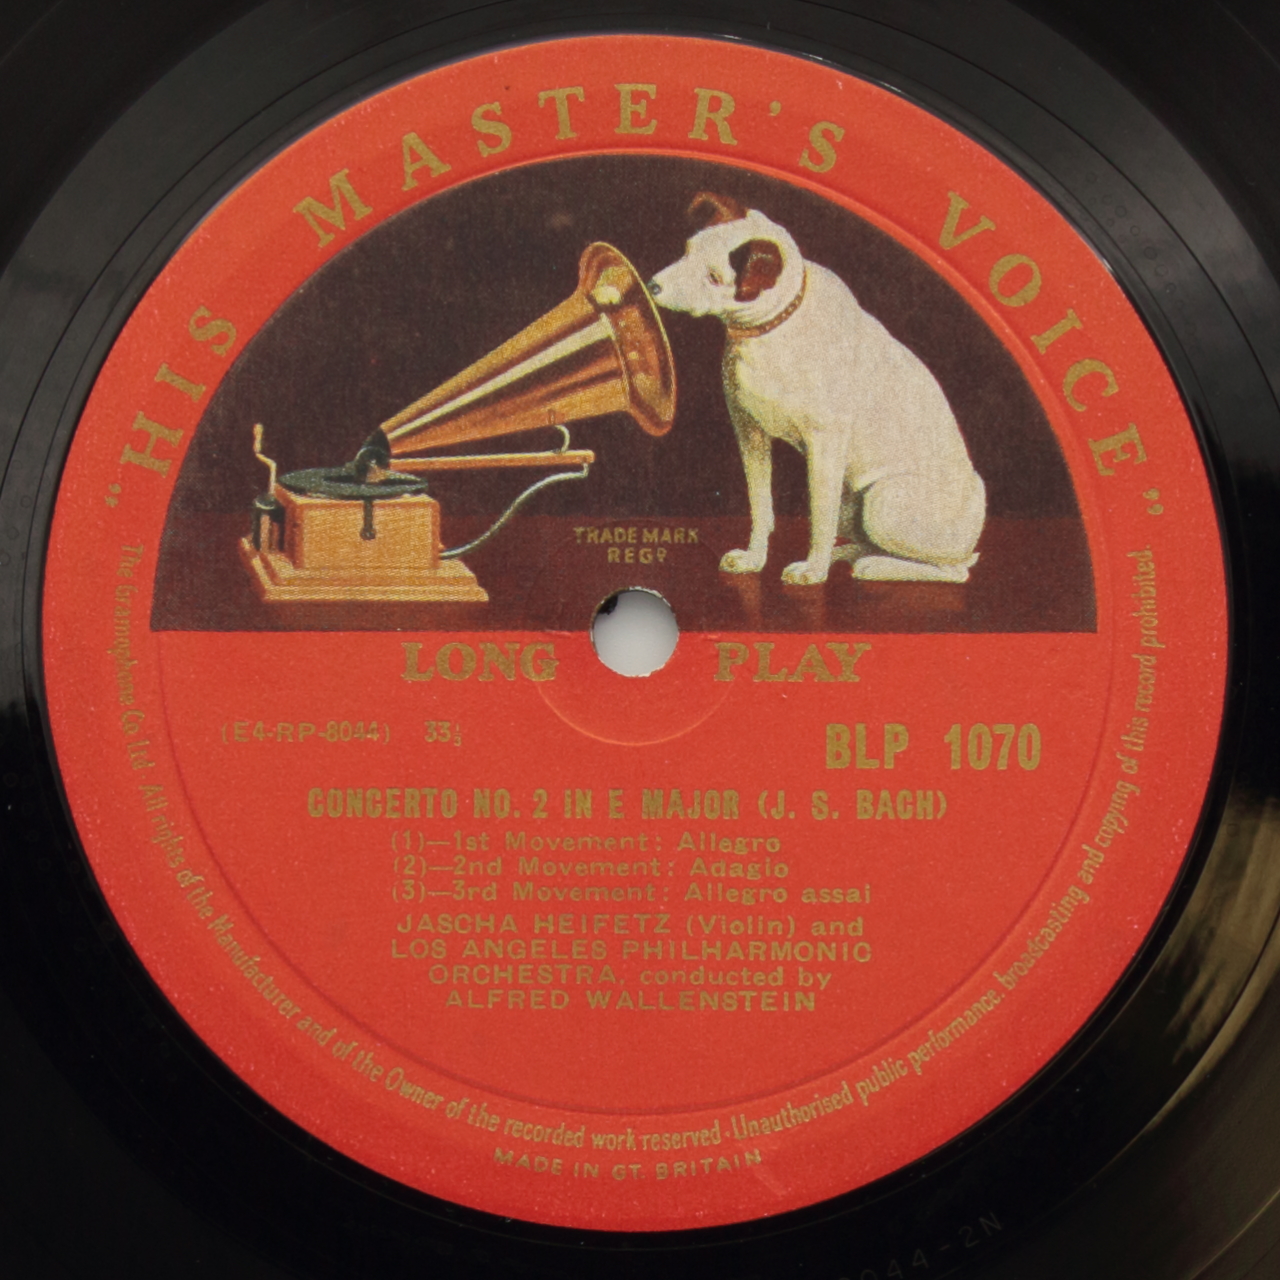 "HIS MASTER'S VOICE"
TRADE MARK
REGD
LONG PLAY
(E4-RP-8044) 33⅓
BLP 1070
CONCERTO NO. 2 IN E MAJOR (J. S. BACH)
(1)—1st Movement: Allegro
(2)—2nd Movement: Adagio
(3)—3rd Movement: Allegro assai
JASCHA HEIFETZ (Violin) and
LOS ANGELES PHILHARMONIC
ORCHESTRA, conducted by
ALFRED WALLENSTEIN
The Gramophone Co. Ltd. All rights of the Manufacturer and of the Owner of the recorded work reserved · Unauthorised public performance, broadcasting and copying of this record prohibited.
MADE IN GT. BRITAIN
044-2N